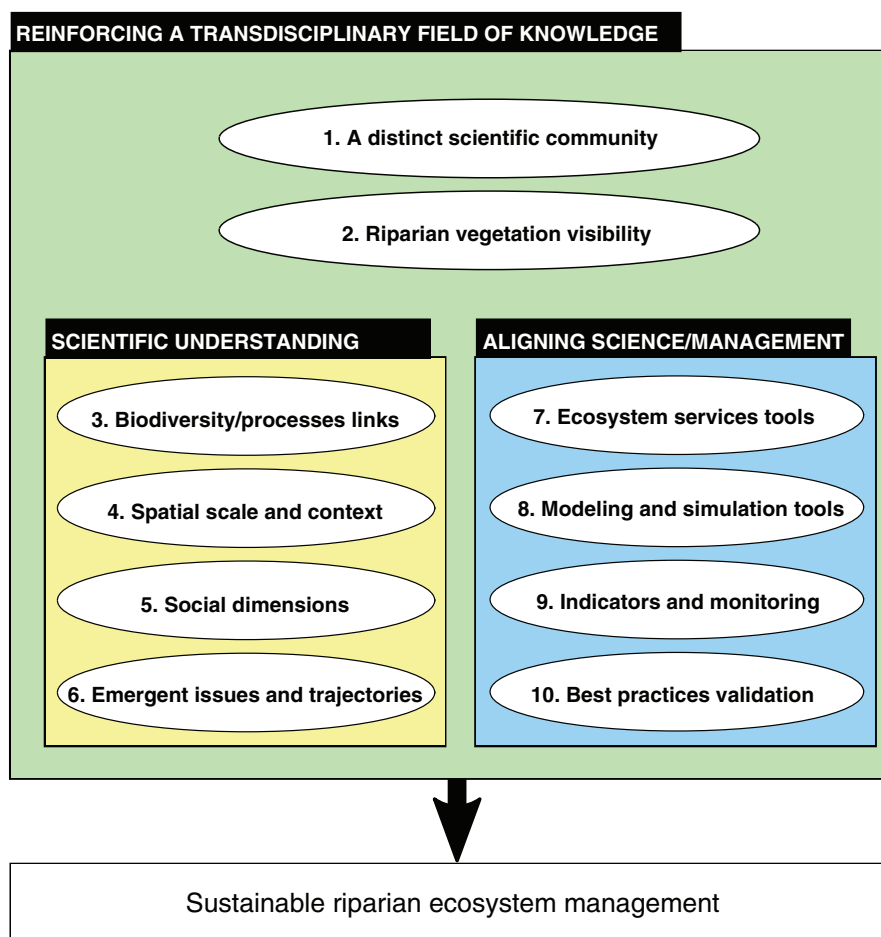 REINFORCING A TRANSDISCIPLINARY FIELD OF KNOWLEDGE
1. A distinct scientific community
2. Riparian vegetation visibility
SCIENTIFIC UNDERSTANDING
3. Biodiversity/processes links
4. Spatial scale and context
5. Social dimensions
6. Emergent issues and trajectories
ALIGNING SCIENCE/MANAGEMENT
7. Ecosystem services tools
8. Modeling and simulation tools
9. Indicators and monitoring
10. Best practices validation
Sustainable riparian ecosystem management